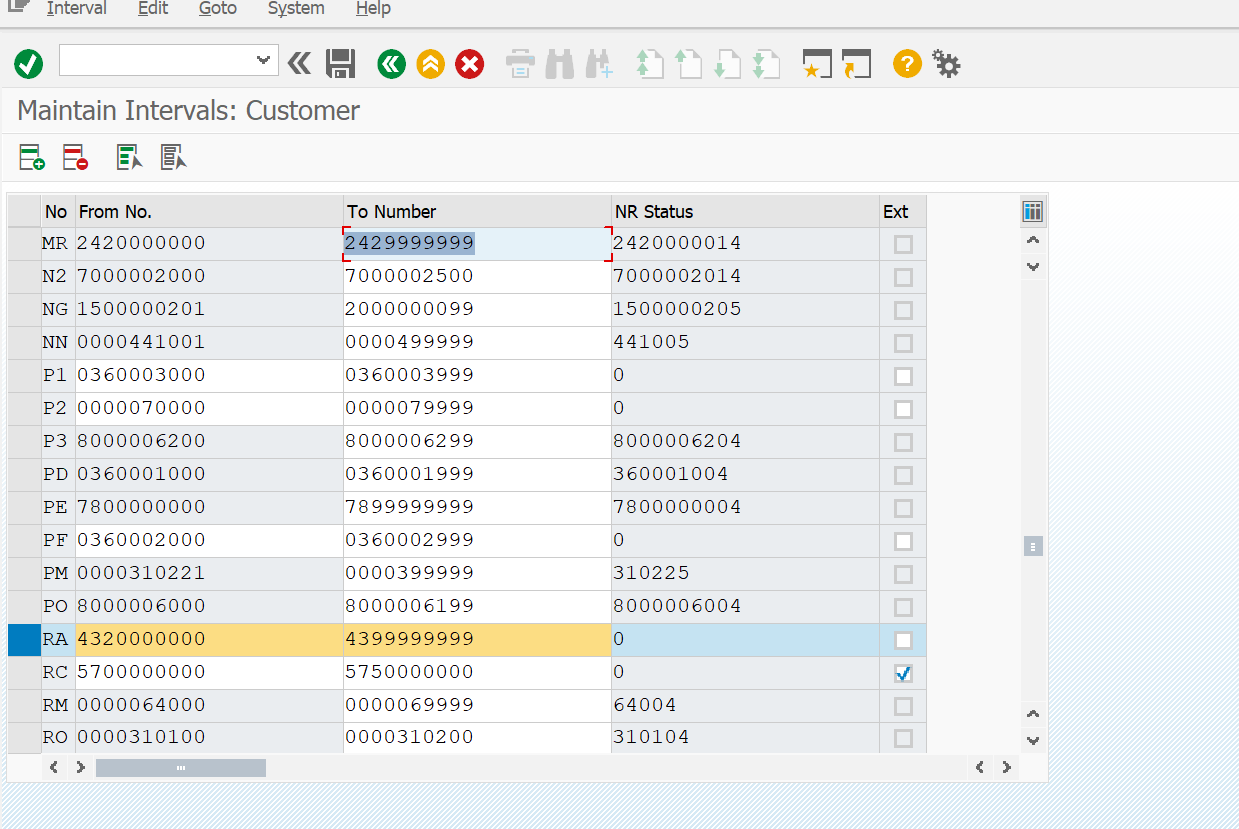 Interval Edit Goto System Help
Maintain Intervals: Customer
No From No. To Number NR Status Ext
MR 2420000000 2429999999 2420000014
N2 7000002000 7000002500 7000002014
NG 1500000201 2000000099 1500000205
NN 0000441001 0000499999 441005
P1 0360003000 0360003999 0
P2 0000070000 0000079999 0
P3 8000006200 8000006299 8000006204
PD 0360001000 0360001999 360001004
PE 7800000000 7899999999 7800000004
PF 0360002000 0360002999 0
PM 0000310221 0000399999 310225
PO 8000006000 8000006199 8000006004
RA 4320000000 4399999999 0
RC 5700000000 5750000000 0
RM 0000064000 0000069999 64004
RO 0000310100 0000310200 310104